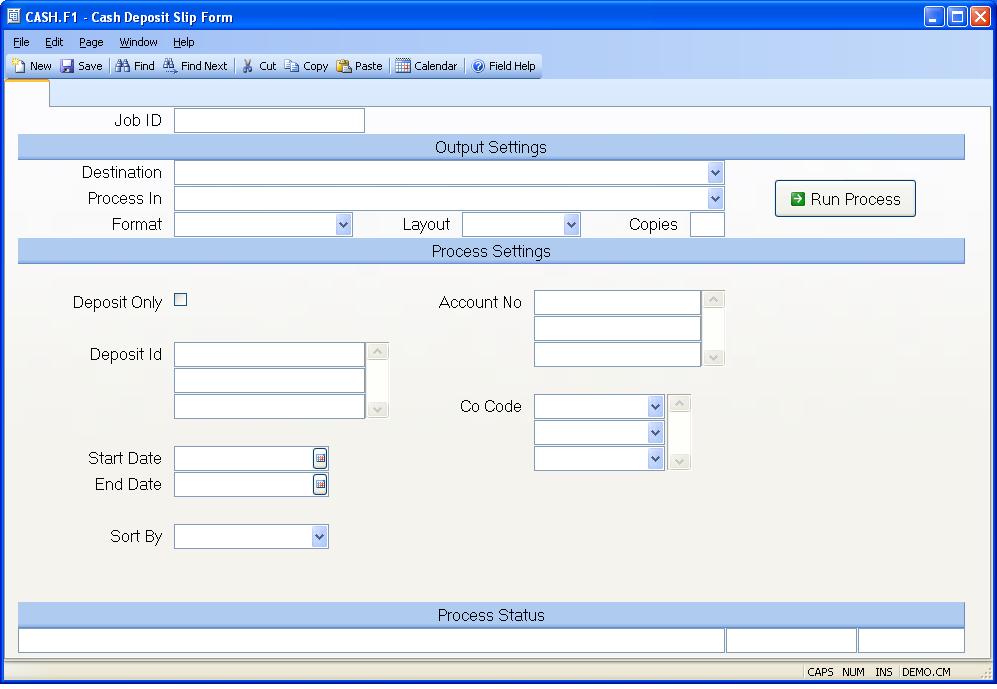 CASH.F1 - Cash Deposit Slip Form
File Edit Page Window Help
New Save Find Find Next Cut Copy Paste Calendar Field Help
Job ID
Output Settings
Destination
Process In
Run Process
Format Layout Copies
Process Settings
Deposit Only Account No
Deposit Id
Co Code
Start Date
End Date
Sort By
Process Status
CAPS NUM INS DEMO.CM